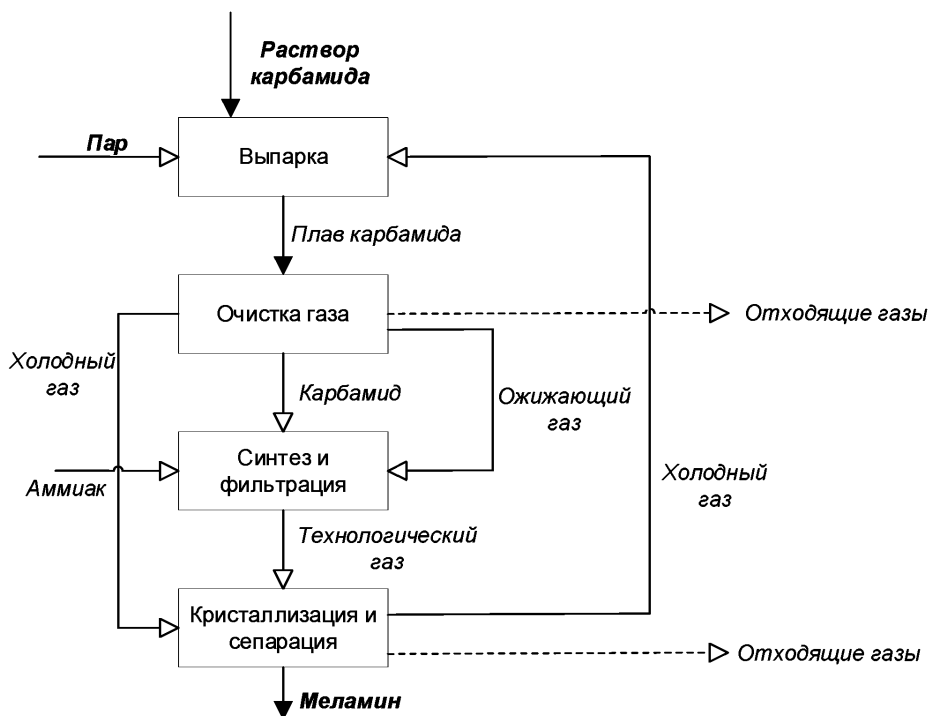 Раствор
карбамида
Пар
Выпарка
Плав карбамида
Очистка газа
Отходящие газы
Холодный
газ
Карбамид
Ожижающий
газ
Синтез и
фильтрация
Аммиак
Холодный
газ
Технологический
газ
Кристаллизация и
сепарация
Отходящие газы
Меламин